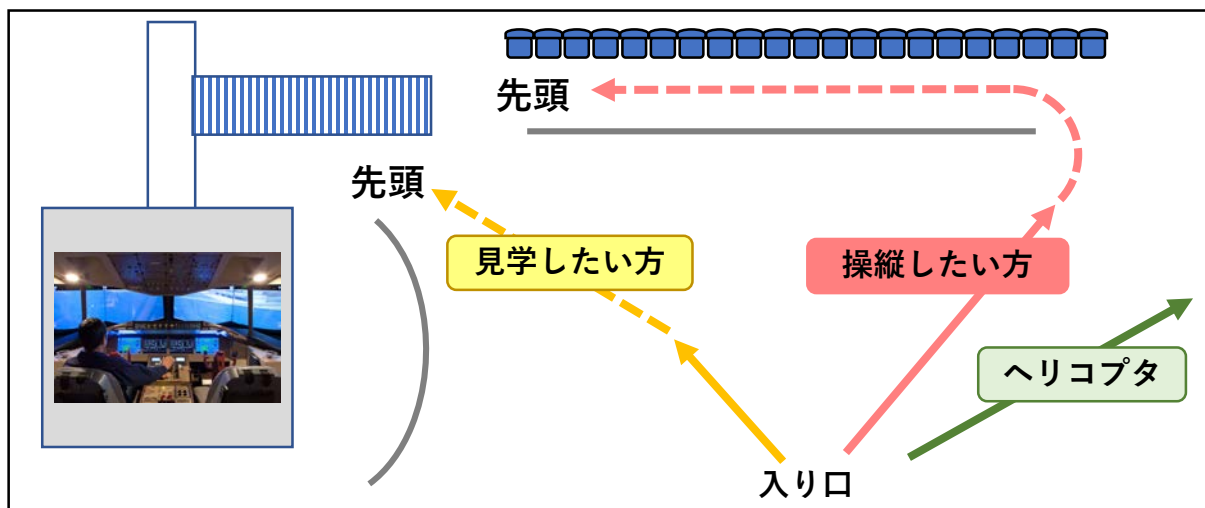 先頭
先頭
見学したい方
操縦したい方
ヘリコプタ
入り口